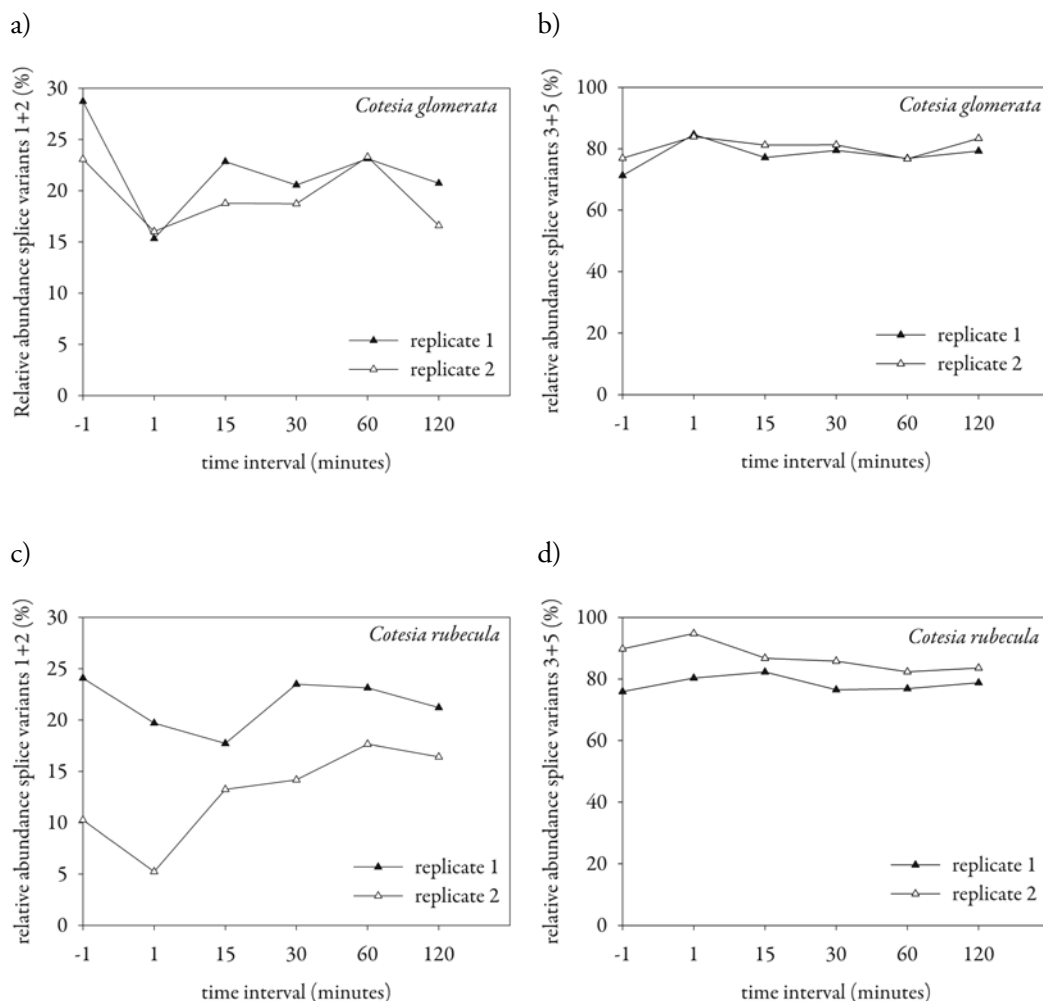 a)
Relative abundance splice variants 1+2 (%)
30
25
20
15
10
5
0
Cotesia glomerata
replicate 1
replicate 2
-1 1 15 30 60 120
time interval (minutes)
b)
relative abundance splice variants 3+5 (%)
100
80
60
40
20
0
Cotesia glomerata
replicate 1
replicate 2
-1 1 15 30 60 120
time interval (minutes)
c)
relative abundance splice variants 1+2 (%)
30
25
20
15
10
5
0
Cotesia rubecula
replicate 1
replicate 2
-1 1 15 30 60 120
time interval (minutes)
d)
relative abundance splice variants 3+5 (%)
100
80
60
40
20
0
Cotesia rubecula
replicate 1
replicate 2
-1 1 15 30 60 120
time interval (minutes)